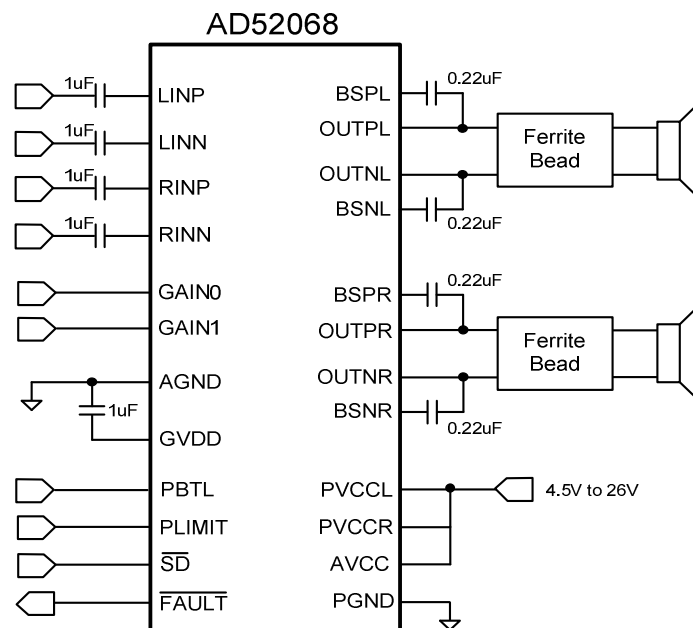 AD52068
1uF
LINP
1uF
LINN
1uF
RINP
1uF
RINN
GAIN0
GAIN1
AGND
1uF
GVDD
PBTL
PLIMIT
SD
FAULT
BSPL
0.22uF
OUTPL
OUTNL
BSNL
0.22uF
Ferrite
Bead
BSPR
0.22uF
OUTPR
OUTNR
BSNR
0.22uF
Ferrite
Bead
PVCCL
4.5V to 26V
PVCCR
AVCC
PGND